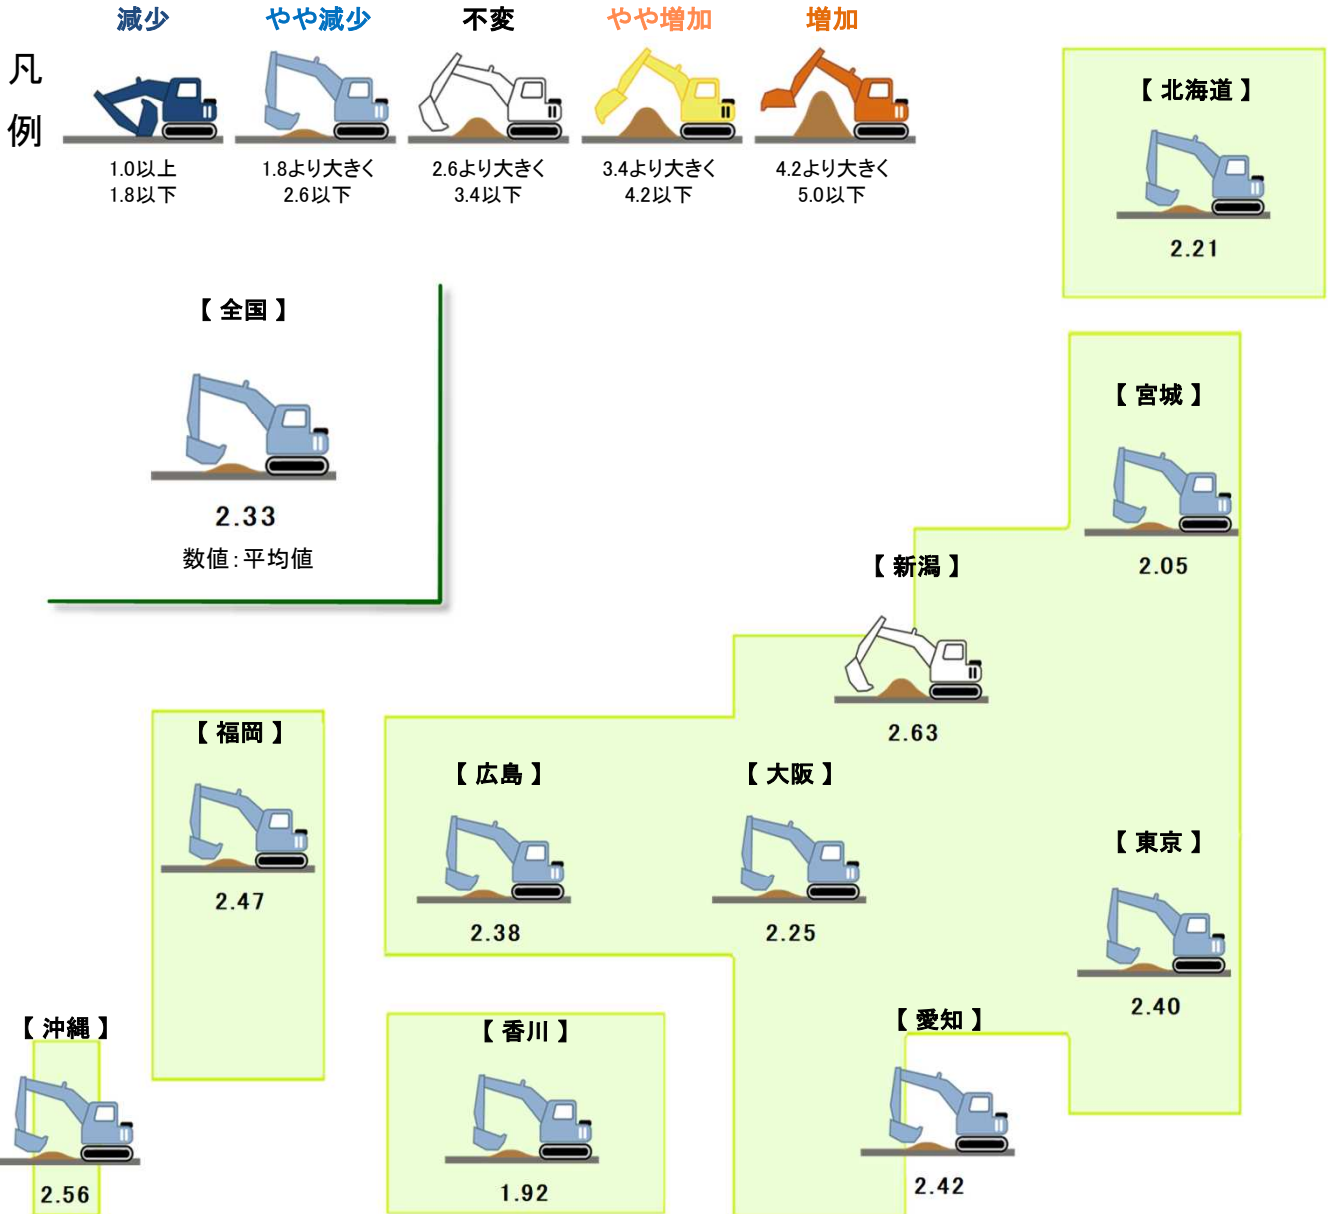 減少 やや減少 不変 やや増加 増加
凡
例
1.0以上 1.8より大きく 2.6より大きく 3.4より大きく 4.2より大きく
1.8以下 2.6以下 3.4以下 4.2以下 5.0以下
【 北海道 】
2.21
【 全国 】
2.33
数値：平均値
【 宮城 】
2.05
【 新潟 】
2.63
【 福岡 】
2.47
【 広島 】
2.38
【 大阪 】
2.25
【 東京 】
2.40
【 沖縄 】
2.56
【 香川 】
1.92
【 愛知 】
2.42